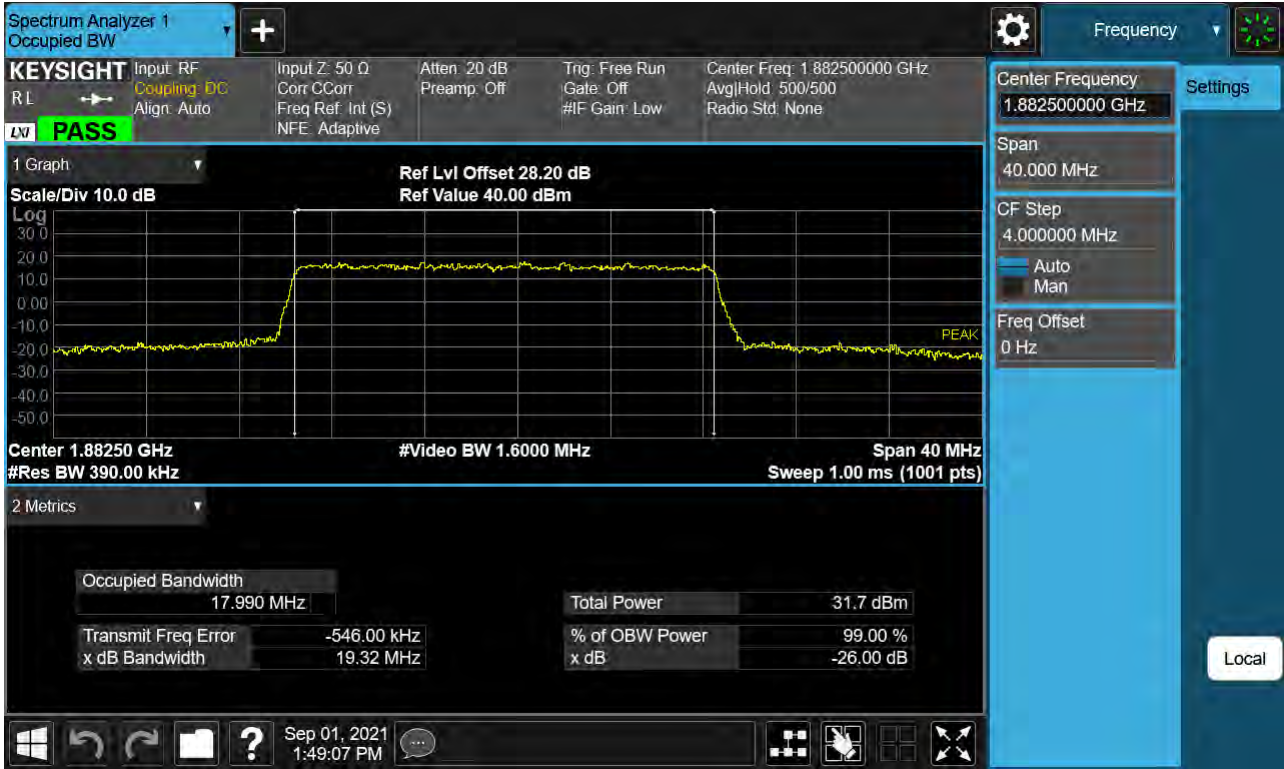 Spectrum Analyzer 1
Occupied BW
Frequency
KEYSIGHT
R L
LXI PASS
Input: RF
Coupling: DC
Align: Auto
Input Z: 50 Ω
Corr CCorr
Freq Ref: Int (S)
NFE: Adaptive
Atten: 20 dB
Preamp: Off
Trig: Free Run
Gate: Off
#IF Gain: Low
Center Freq: 1.882500000 GHz
Avg|Hold: 500/500
Radio Std: None
1 Graph
Scale/Div 10.0 dB
Ref Lvl Offset 28.20 dB
Ref Value 40.00 dBm
Log
30.0
20.0
10.0
0.00
-10.0
-20.0
-30.0
-40.0
-50.0
PEAK
Center 1.88250 GHz
#Video BW 1.6000 MHz
Span 40 MHz
#Res BW 390.00 kHz
Sweep 1.00 ms (1001 pts)
2 Metrics
Occupied Bandwidth
17.990 MHz
Total Power 31.7 dBm
Transmit Freq Error -546.00 kHz
% of OBW Power 99.00 %
x dB Bandwidth 19.32 MHz
x dB -26.00 dB
Center Frequency
1.882500000 GHz
Settings
Span
40.000 MHz
CF Step
4.000000 MHz
Auto
Man
Freq Offset
0 Hz
Local
?
Sep 01, 2021
1:49:07 PM